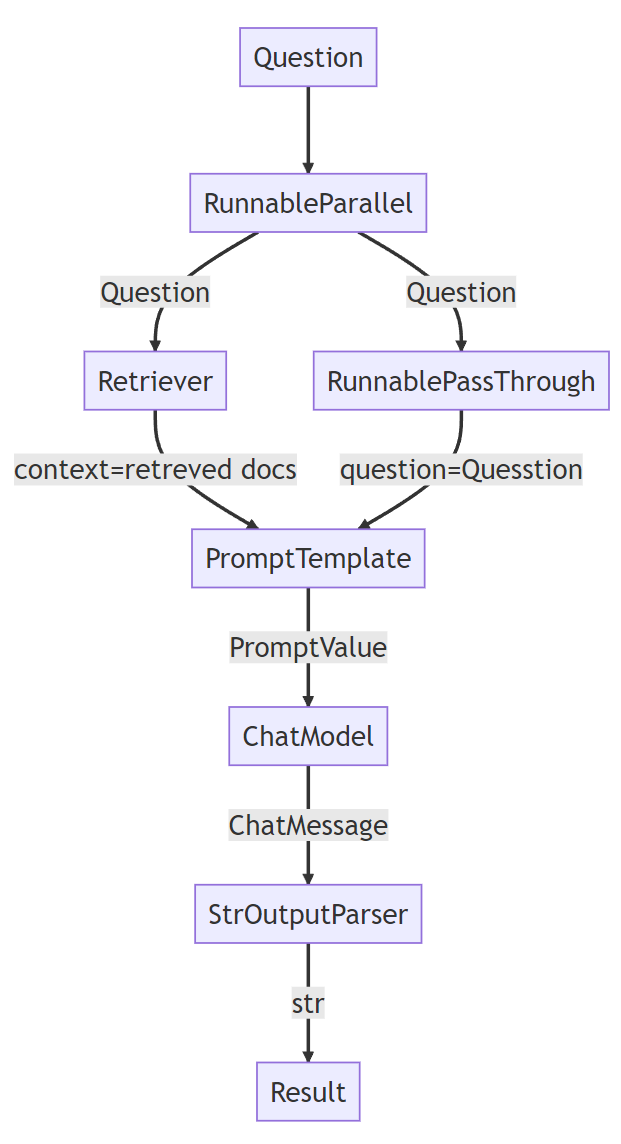 Question
RunnableParallel
Question
Question
Retriever
RunnablePassThrough
context=retreved docs
question=Quesstion
PromptTemplate
PromptValue
ChatModel
ChatMessage
StrOutputParser
str
Result